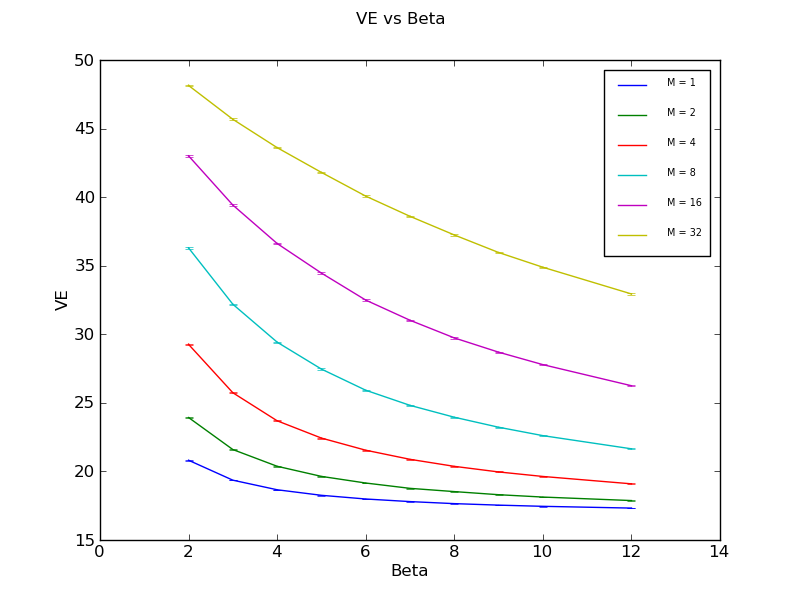 VE vs Beta
50
45
40
35
30
25
20
15
VE
0 2 4 6 8 10 12 14
Beta
M = 1
M = 2
M = 4
M = 8
M = 16
M = 32